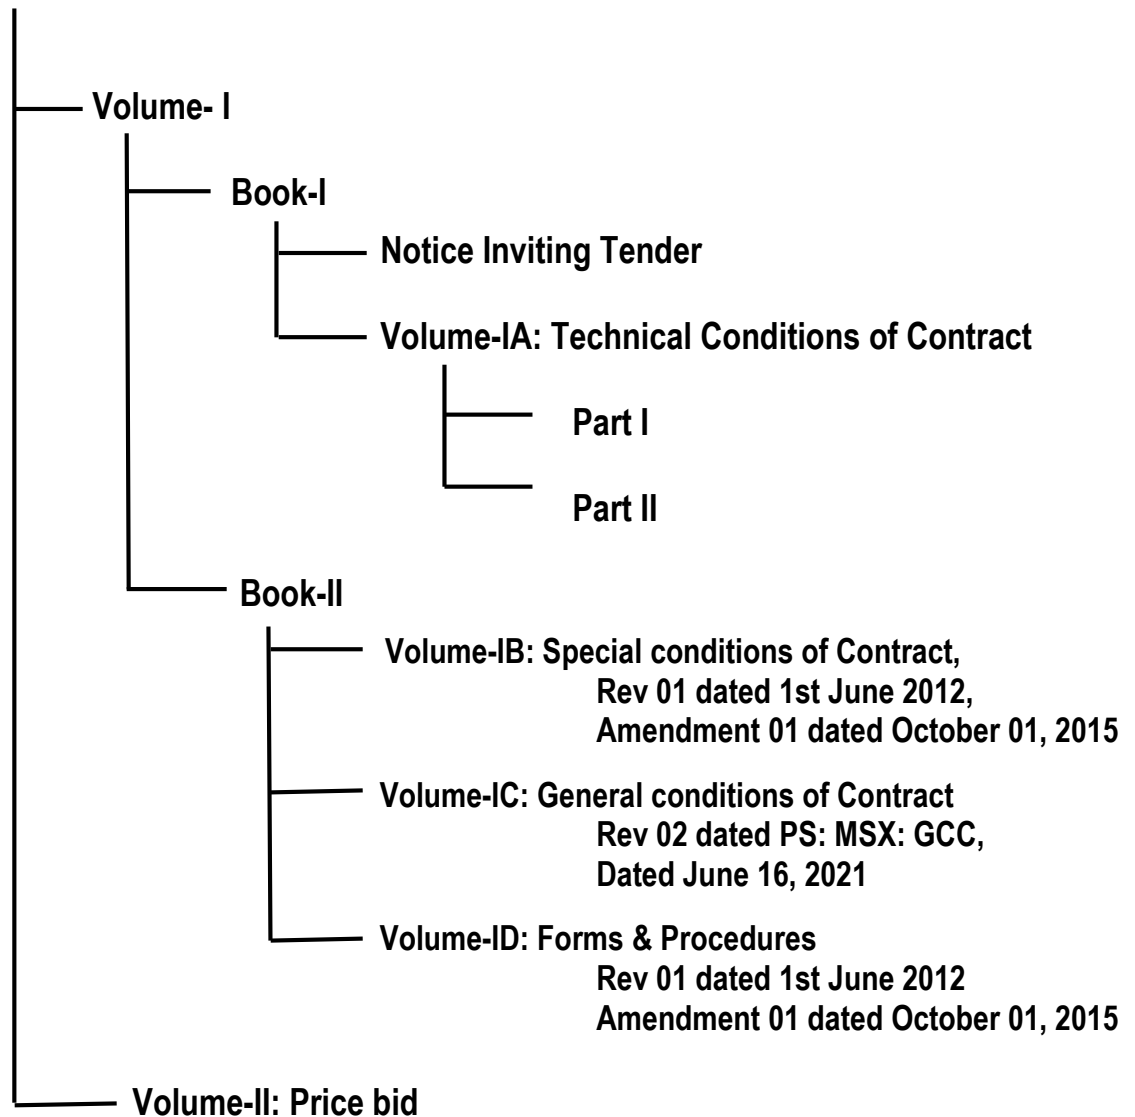 Volume- I
Book-I
Notice Inviting Tender
Volume-IA: Technical Conditions of Contract
Part I
Part II
Book-II
Volume-IB: Special conditions of Contract,
Rev 01 dated 1st June 2012,
Amendment 01 dated October 01, 2015
Volume-IC: General conditions of Contract
Rev 02 dated PS: MSX: GCC,
Dated June 16, 2021
Volume-ID: Forms & Procedures
Rev 01 dated 1st June 2012
Amendment 01 dated October 01, 2015
Volume-II: Price bid